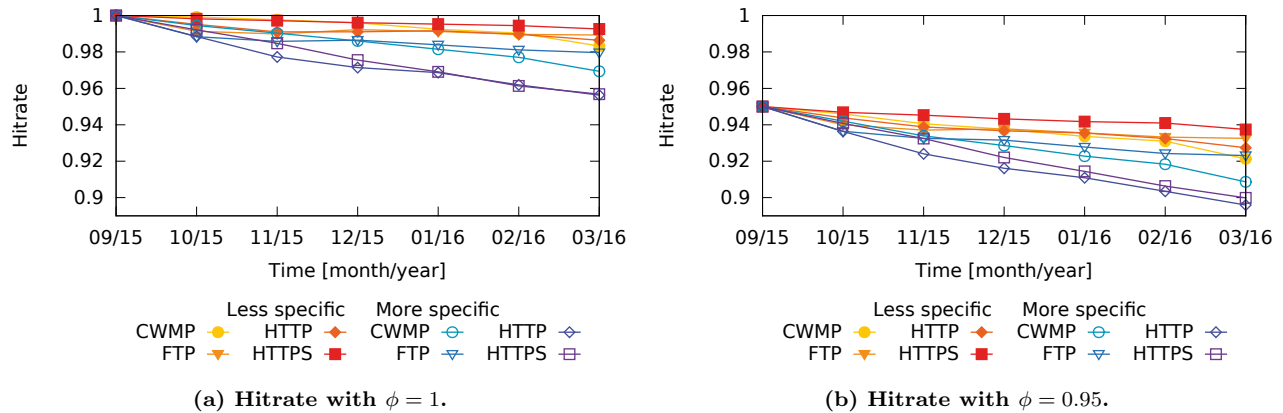 1
0.98
0.96
0.94
0.92
0.9
Hitrate
09/15 10/15 11/15 12/15 01/16 02/16 03/16
Time [month/year]
Less specific More specific
CWMP HTTP CWMP HTTP
FTP HTTPS FTP HTTPS
(a) Hitrate with ϕ = 1.
1
0.98
0.96
0.94
0.92
0.9
Hitrate
09/15 10/15 11/15 12/15 01/16 02/16 03/16
Time [month/year]
Less specific More specific
CWMP HTTP CWMP HTTP
FTP HTTPS FTP HTTPS
(b) Hitrate with ϕ = 0.95.